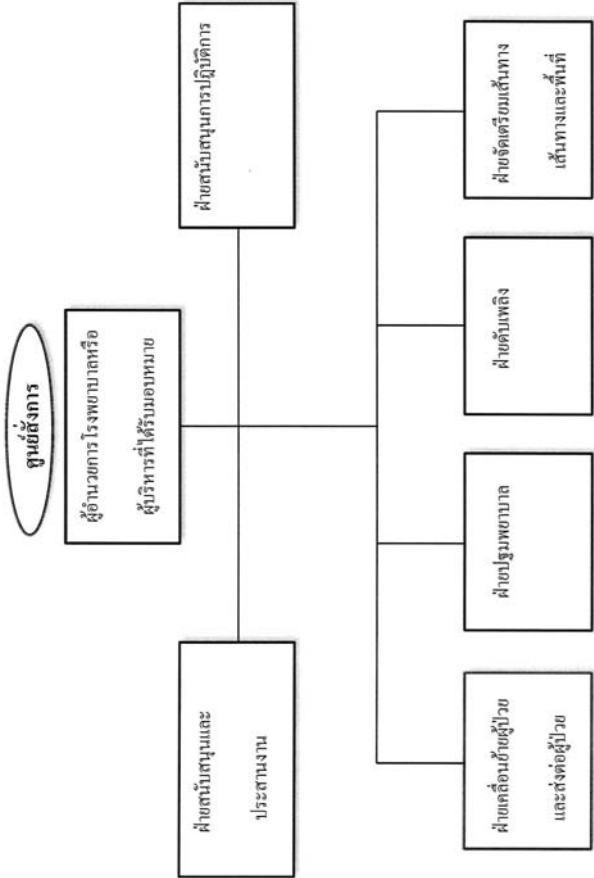 ศูนย์สั่งการ
ผู้อำนวยการโรงพยาบาลหรือ
ผู้บริหารที่ได้รับมอบหมาย
ฝ่ายสนับสนุนและ
ประสานงาน
ฝ่ายสนับสนุนการปฏิบัติการ
ฝ่ายเคลื่อนย้ายผู้ป่วย
และส่งต่อผู้ป่วย
ฝ่ายปฐมพยาบาล
ฝ่ายดับเพลิง
ฝ่ายจัดเตรียมเส้นทาง
เส้นทางและพื้นที่